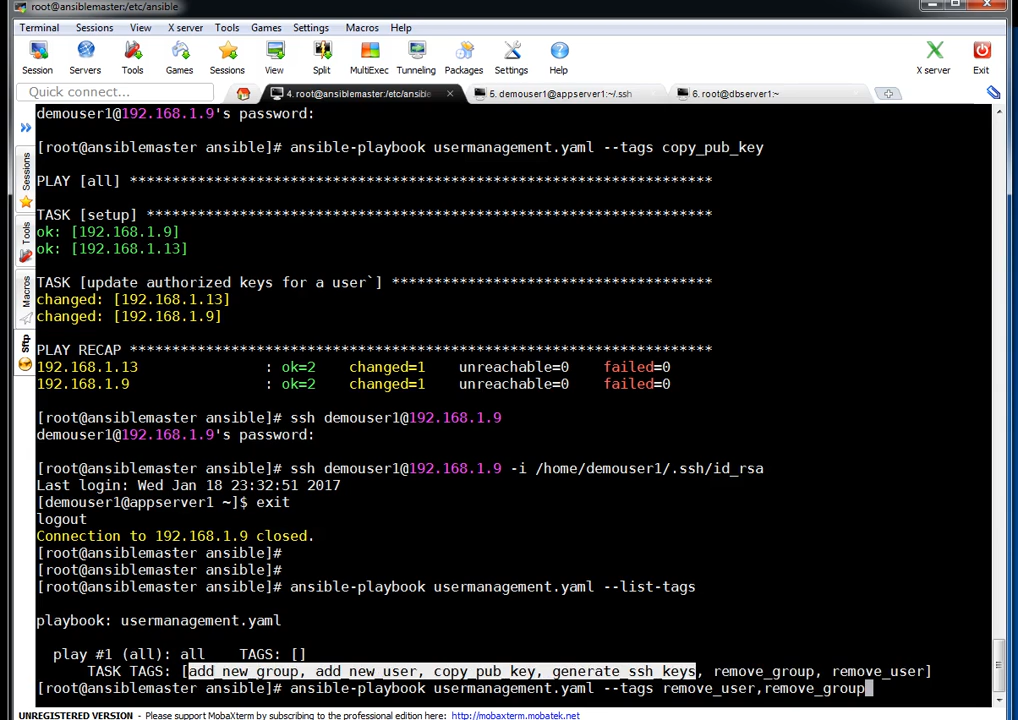 root@ansiblemaster:/etc/ansible
Terminal Sessions View X server Tools Games Settings Macros Help
Session Servers Tools Games Sessions View Split MultiExec Tunneling Packages Settings Help X server Exit
Quick connect... 4. root@ansiblemaster:/etc/ansible 5. demouser1@appserver1:~/.ssh 6. root@dbserver1:~
Sessions
Tools
Macros
Sftp
demouser1@192.168.1.9's password:
[root@ansiblemaster ansible]# ansible-playbook usermanagement.yaml --tags copy_pub_key
PLAY [all] *********************************************************************
TASK [setup] *******************************************************************
ok: [192.168.1.9]
ok: [192.168.1.13]
TASK [update authorized keys for a user`] **************************************
changed: [192.168.1.13]
changed: [192.168.1.9]
PLAY RECAP *********************************************************************
192.168.1.13 : ok=2 changed=1 unreachable=0 failed=0
192.168.1.9 : ok=2 changed=1 unreachable=0 failed=0
[root@ansiblemaster ansible]# ssh demouser1@192.168.1.9
demouser1@192.168.1.9's password:
[root@ansiblemaster ansible]# ssh demouser1@192.168.1.9 -i /home/demouser1/.ssh/id_rsa
Last login: Wed Jan 18 23:32:51 2017
[demouser1@appserver1 ~]$ exit
logout
Connection to 192.168.1.9 closed.
[root@ansiblemaster ansible]#
[root@ansiblemaster ansible]#
[root@ansiblemaster ansible]# ansible-playbook usermanagement.yaml --list-tags
playbook: usermanagement.yaml
play #1 (all): all TAGS: []
TASK TAGS: [add_new_group, add_new_user, copy_pub_key, generate_ssh_keys, remove_group, remove_user]
[root@ansiblemaster ansible]# ansible-playbook usermanagement.yaml --tags remove_user,remove_group
UNREGISTERED VERSION - Please support MobaXterm by subscribing to the professional edition here: http://mobaxterm.mobatek.net